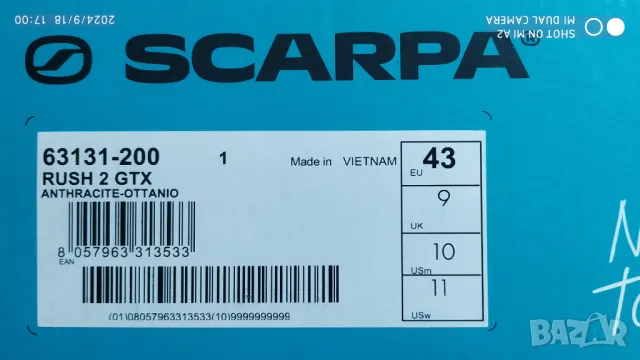 SHOT ON MI A2
MI DUAL CAMERA
2024/9/18 17:00
SCARPA®
63131-200 1 Made in VIETNAM
RUSH 2 GTX
ANTHRACITE-OTTANIO
8 057963 313533
EAN
(01)08057963313533(10)9999999999
EU 43
9
UK
10
USm
11
USw
BAZAR
bg